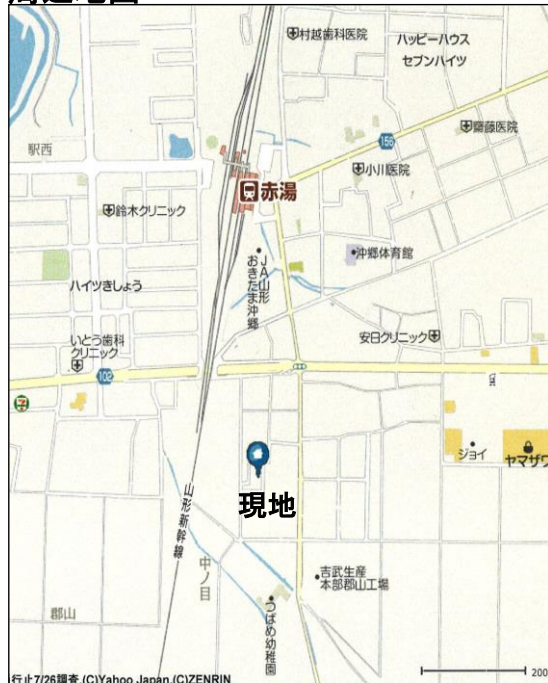 村越歯科医院
ハッピーハウス
セブンハイツ
駅西
156
齋藤医院
小川医院
赤湯
鈴木クリニック
沖郷体育館
JA山形
おきたま沖郷
ハイツきしょう
安日クリニック
いとう歯科
クリニック
102
ジョイ
ヤマザワ
現地
山形新幹線
中ノ目
吉武生産
本部郡山工場
つばめ幼稚園
郡山
行止7/26調査,(C)Yahoo Japan,(C)ZENRIN
200